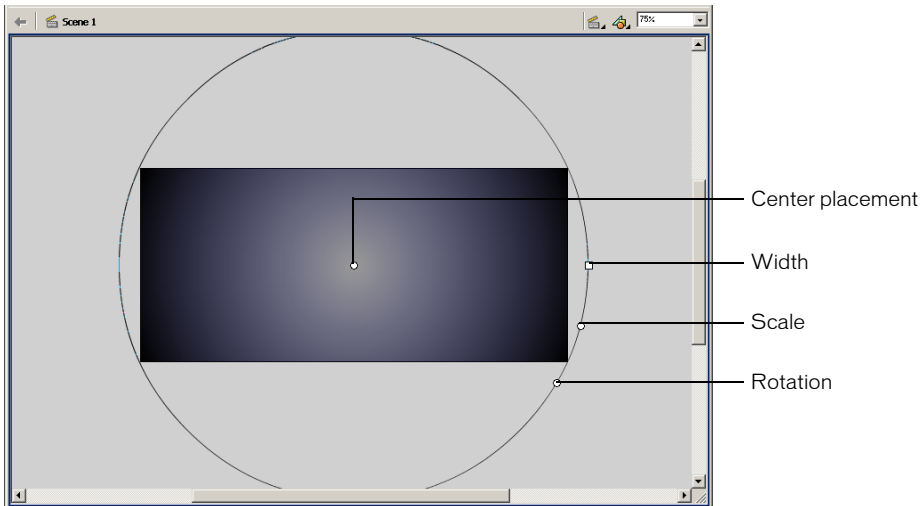 Scene 1
75%
Center placement
Width
Scale
Rotation